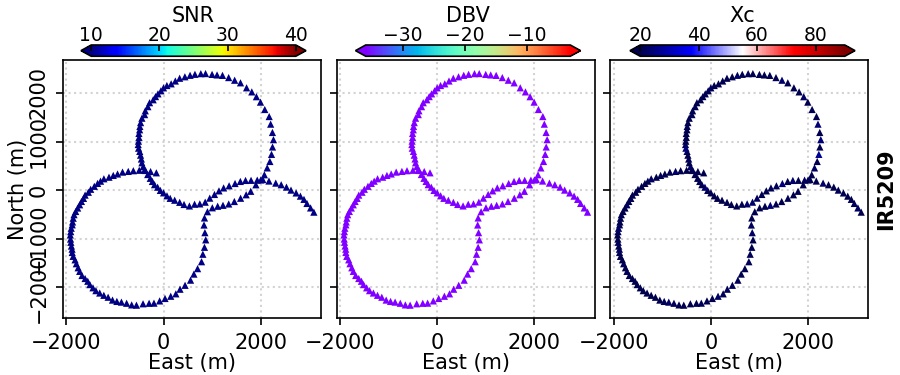 SNR DBV Xc
10 20 30 40 −30 −20 −10 20 40 60 80
North (m)
2000
1000
0
−1000
−2000
−2000 0 2000 −2000 0 2000 −2000 0 2000
East (m) East (m) East (m)
IR5209